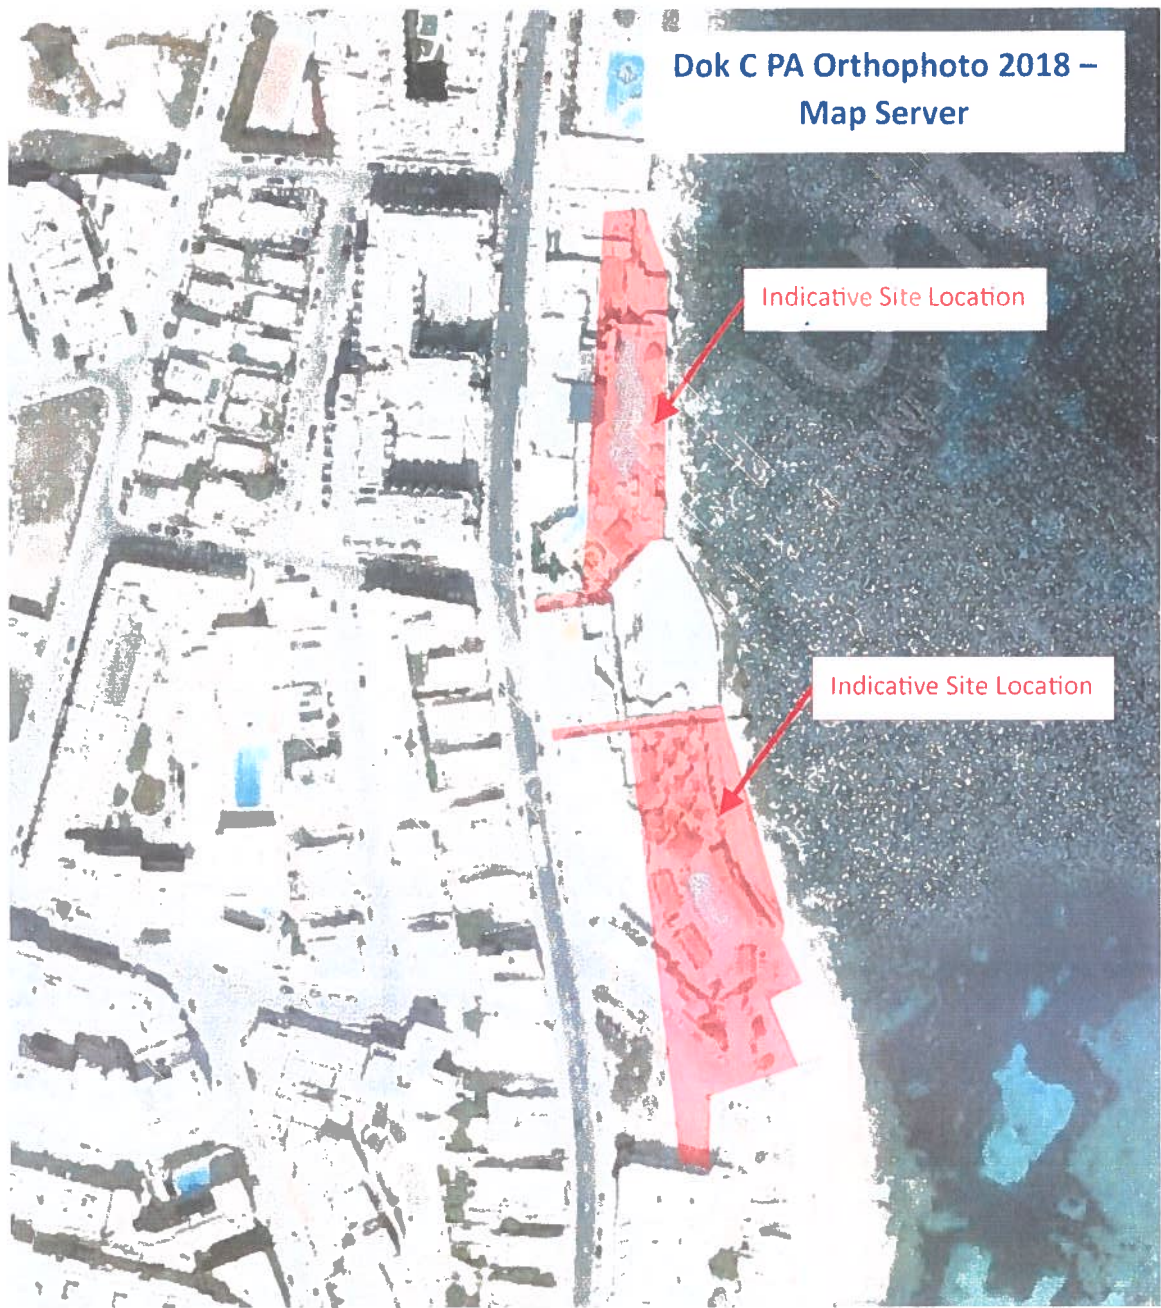 Dok C PA Orthophoto 2018 –
Map Server
Indicative Site Location
Indicative Site Location